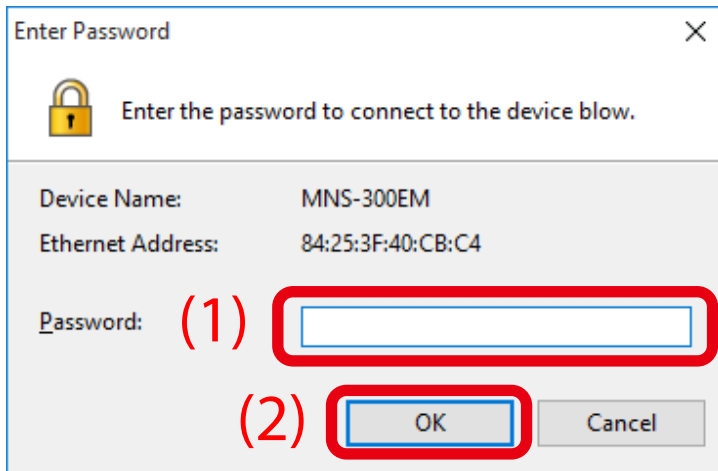 Enter Password
Enter the password to connect to the device blow.
Device Name: MNS-300EM
Ethernet Address: 84:25:3F:40:CB:C4
Password: (1)
(2) OK Cancel